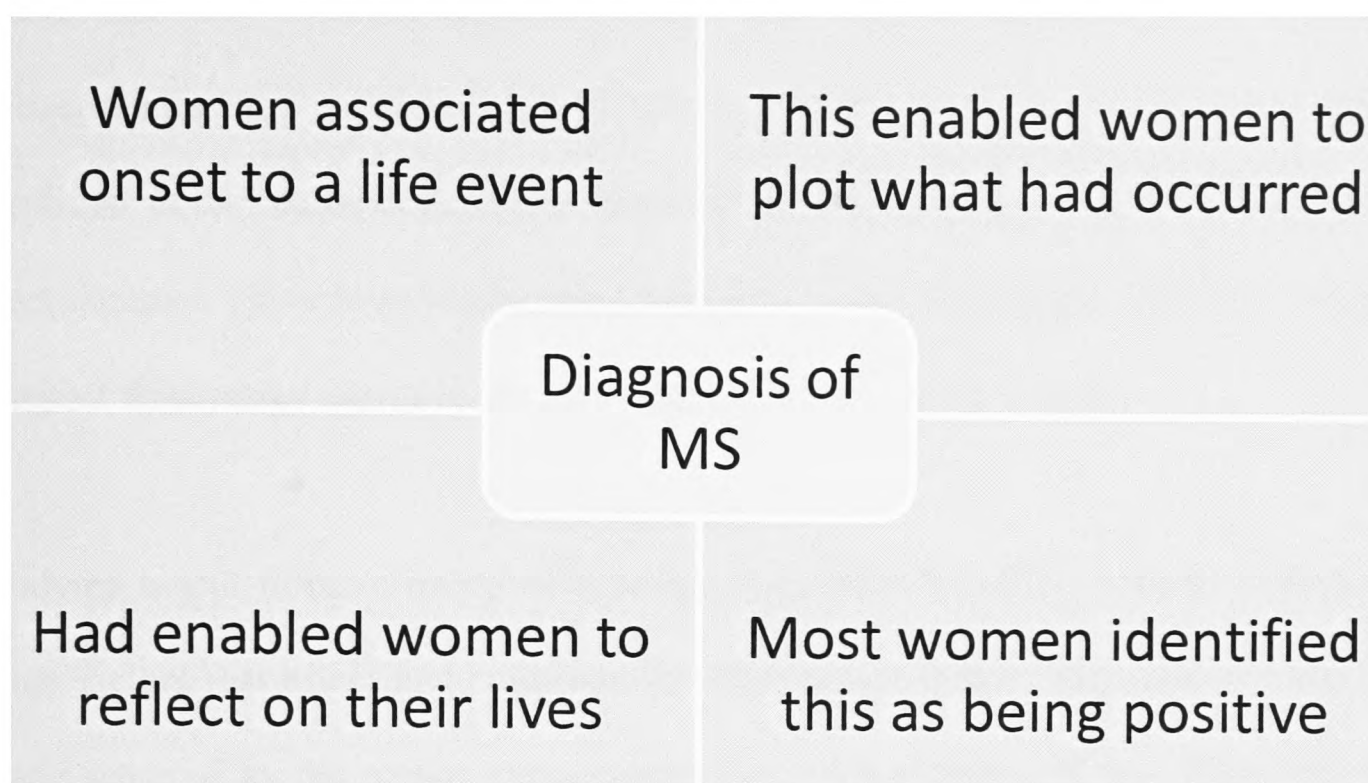 Women associated
onset to a life event
This enabled women to
plot what had occurred
Diagnosis of
MS
Had enabled women to
reflect on their lives
Most women identified
this as being positive